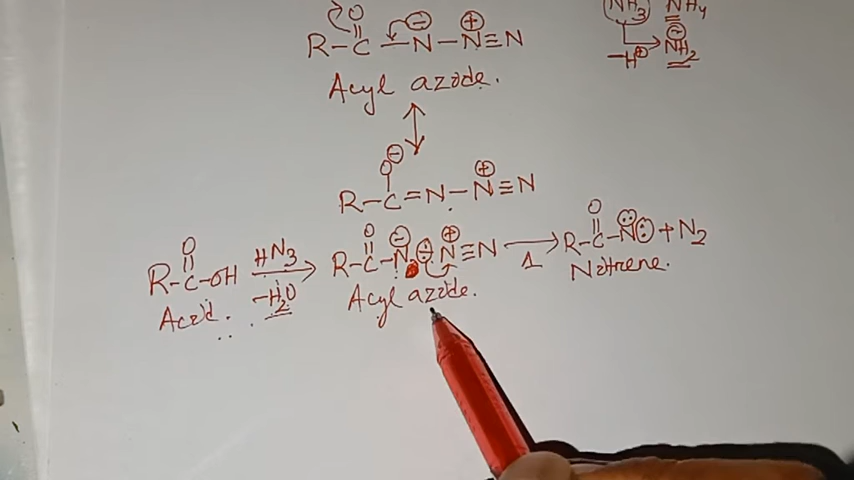 O
R-C-N-N≡N
⊖ ⊕
NH3 NH4
-H⊕ → NH2
Acyl azide.
O⊖
R-C=N-N≡N
⊕
O
R-C-OH
HN3
-H2O
O
R-C-N-N≡N
⊖ ⊕
Δ
O
R-C-N + N2
Acid.
Acyl azide.
Nitrene.